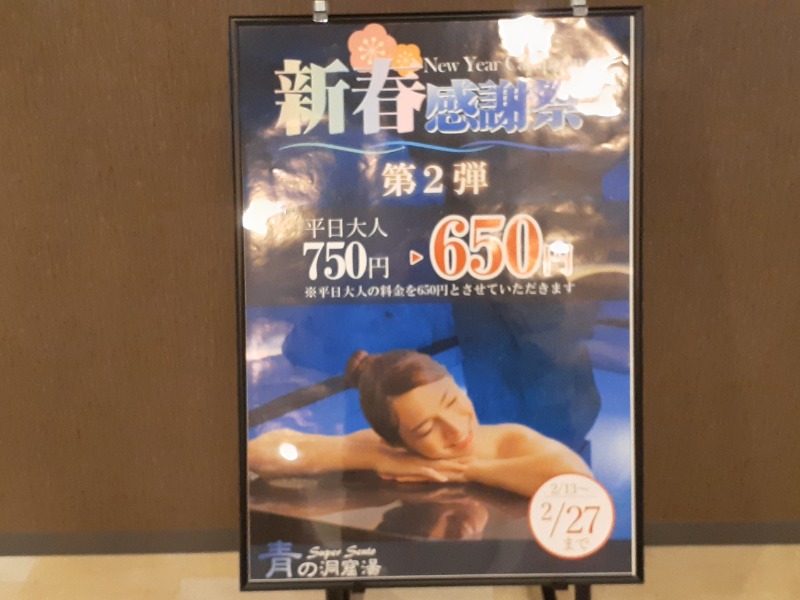 New Year
新春感謝祭
第2弾
平日大人
750円 ▶ 650円
※平日大人の料金を650円とさせていただきます
2/13～
2/27
まで
Super Sento
青の洞窟湯